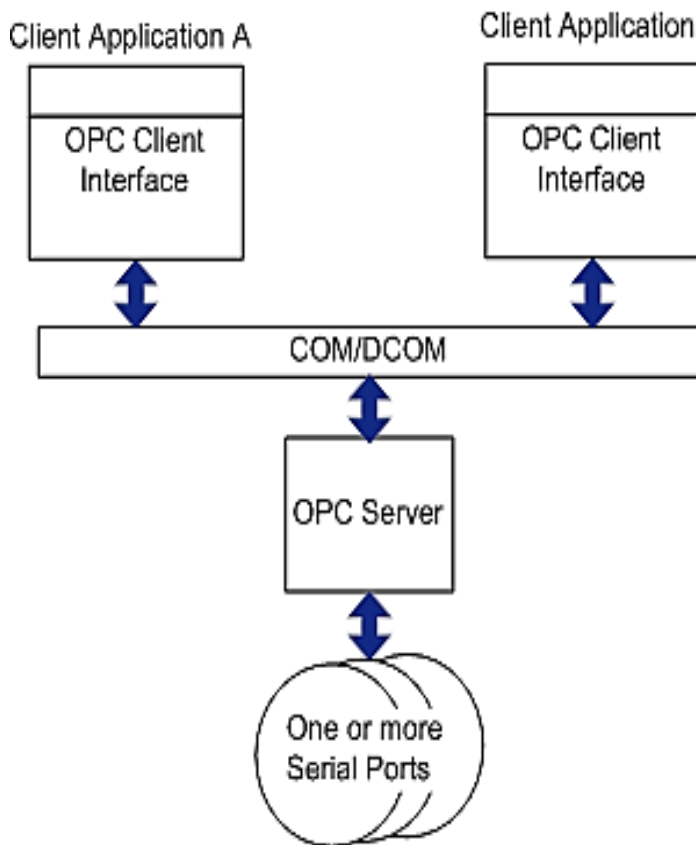 Client Application A
Client Application
OPC Client
Interface
OPC Client
Interface
COM/DCOM
OPC Server
One or more
Serial Ports